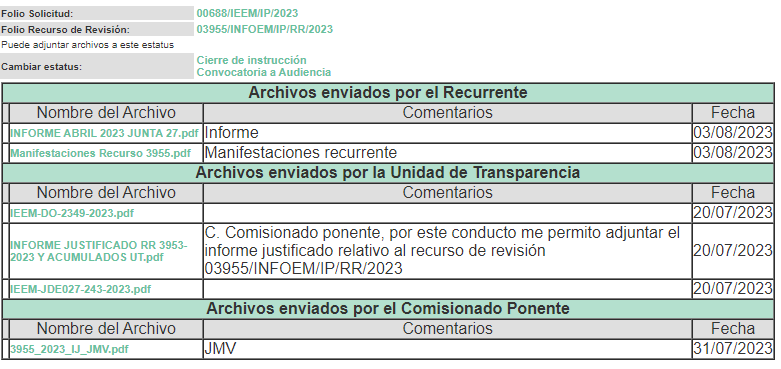 Folio Solicitud: 00688/IEEM/IP/2023
Folio Recurso de Revisión: 03955/INFOEM/IP/RR/2023
Puede adjuntar archivos a este estatus
Cambiar estatus: Cierre de instrucción
Convocatoria a Audiencia
Archivos enviados por el Recurrente
Nombre del Archivo Comentarios Fecha
INFORME ABRIL 2023 JUNTA 27.pdf Informe 03/08/2023
Manifestaciones Recurso 3955.pdf Manifestaciones recurrente 03/08/2023
Archivos enviados por la Unidad de Transparencia
Nombre del Archivo Comentarios Fecha
IEEM-DO-2349-2023.pdf 20/07/2023
INFORME JUSTIFICADO RR 3953-
2023 Y ACUMULADOS UT.pdf
C. Comisionado ponente, por este conducto me permito adjuntar el
informe justificado relativo al recurso de revisión
03955/INFOEM/IP/RR/2023
20/07/2023
IEEM-JDE027-243-2023.pdf 20/07/2023
Archivos enviados por el Comisionado Ponente
Nombre del Archivo Comentarios Fecha
3955_2023_IJ_JMV.pdf JMV 31/07/2023